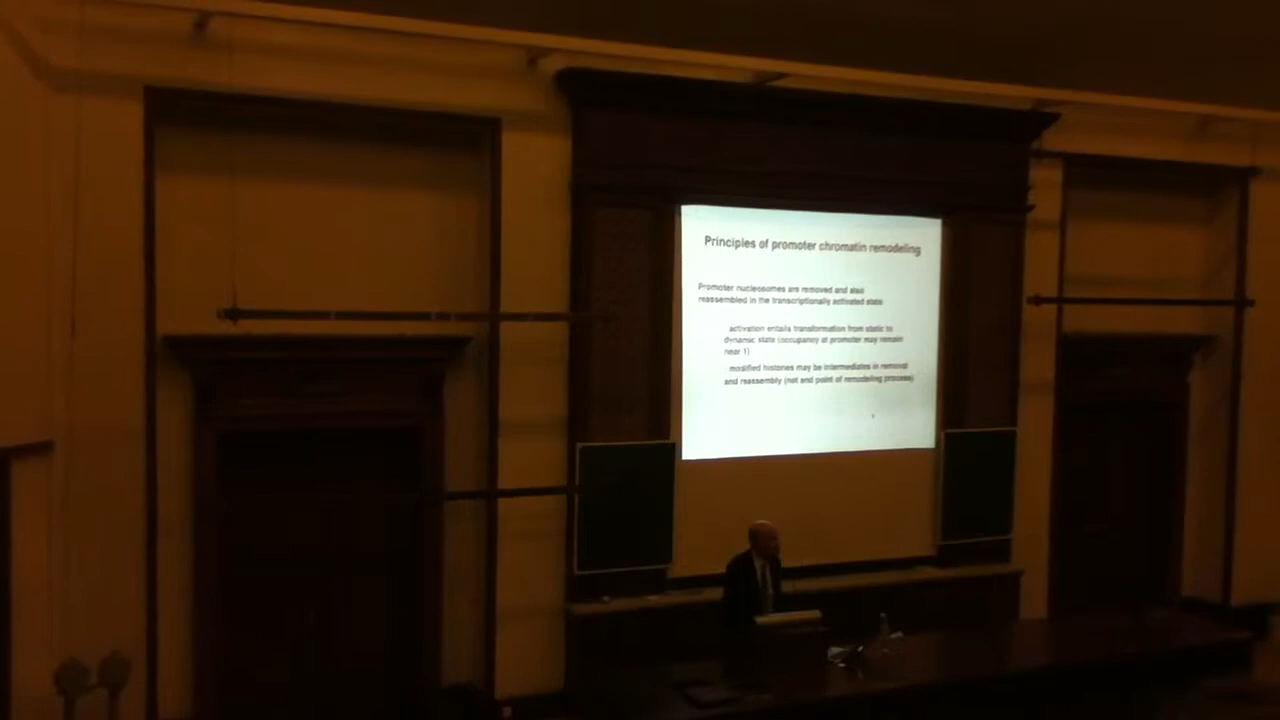 Principles of promoter chromatin remodeling
Promoter nucleosomes are removed and also
reassembled in the transcriptionally activated state
activation entails transformation from static to
dynamic state (occupancy at promoter may remain
near 1)
modified histones may be intermediates in removal
and reassembly (not end point of remodeling process)